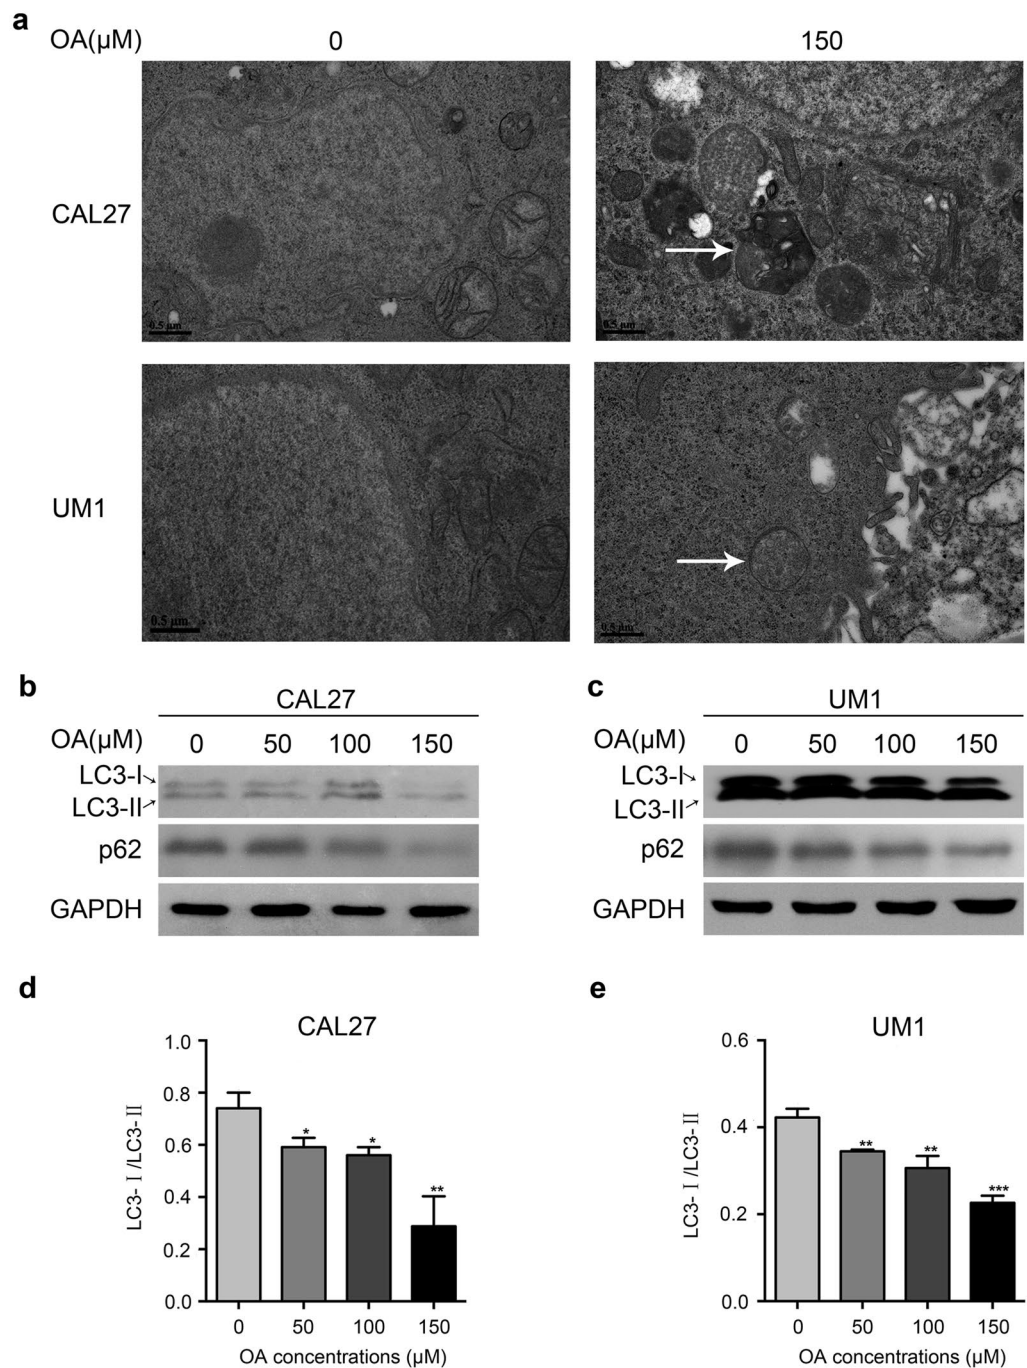 a
OA(μM) 0 150
CAL27
0.5 μm
0.5 μm
UM1
0.5 μm
0.5 μm
b
CAL27
OA(μM) 0 50 100 150
LC3-I
LC3-II
p62
GAPDH
c
UM1
OA(μM) 0 50 100 150
LC3-I
LC3-II
p62
GAPDH
d
CAL27
LC3-Ⅰ/LC3-Ⅱ
1.0
0.8
0.6
0.4
0.2
0.0
*
*
**
0 50 100 150
OA concentrations (μM)
e
UM1
LC3-Ⅰ/LC3-Ⅱ
0.6
0.4
0.2
0.0
**
**
***
0 50 100 150
OA concentrations (μM)